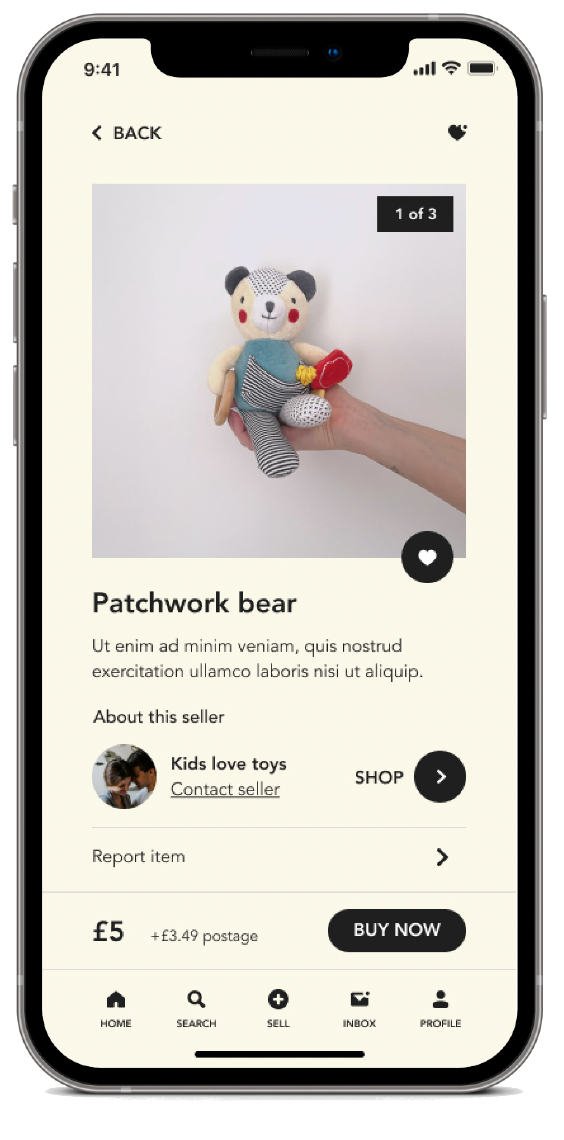 9:41
BACK
1 of 3
Patchwork bear
Ut enim ad minim veniam, quis nostrud
exercitation ullamco laboris nisi ut aliquip.
About this seller
Kids love toys
Contact seller
SHOP
Report item
£5 +£3.49 postage BUY NOW
HOME SEARCH SELL INBOX PROFILE